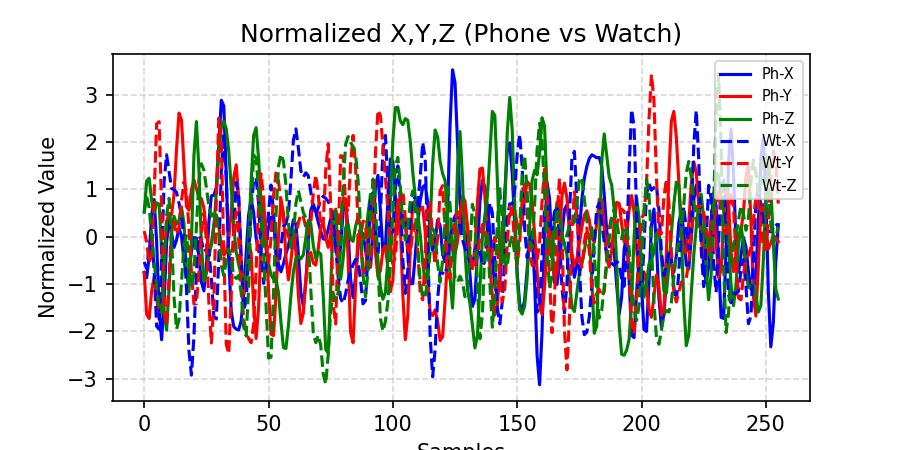 Normalized X,Y,Z (Phone vs Watch)
Normalized Value
3
2
1
0
−1
−2
−3
Ph-X
Ph-Y
Ph-Z
Wt-X
Wt-Y
Wt-Z
0 50 100 150 200 250
Samples